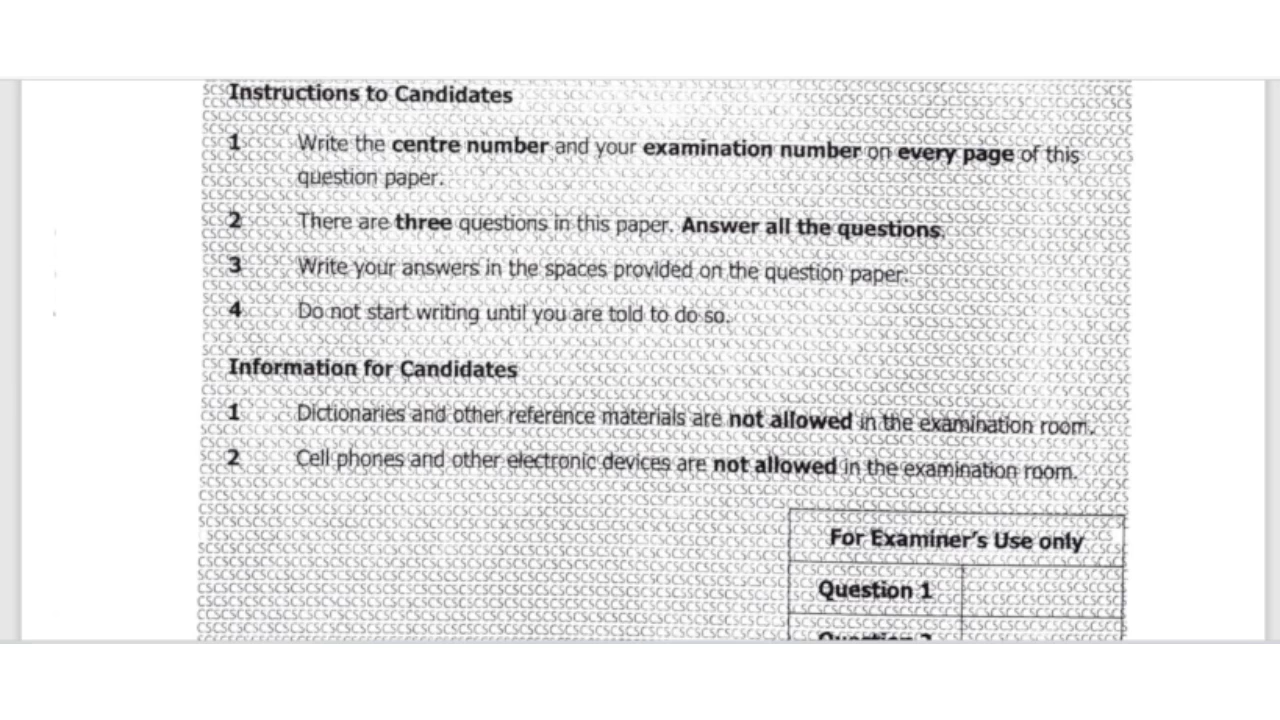 Instructions to Candidates
1 Write the centre number and your examination number on every page of this
question paper.
2 There are three questions in this paper. Answer all the questions.
3 Write your answers in the spaces provided on the question paper.
4 Do not start writing until you are told to do so.
Information for Candidates
1 Dictionaries and other reference materials are not allowed in the examination room.
2 Cell phones and other electronic devices are not allowed in the examination room.
For Examiner's Use only
Question 1
Question 2